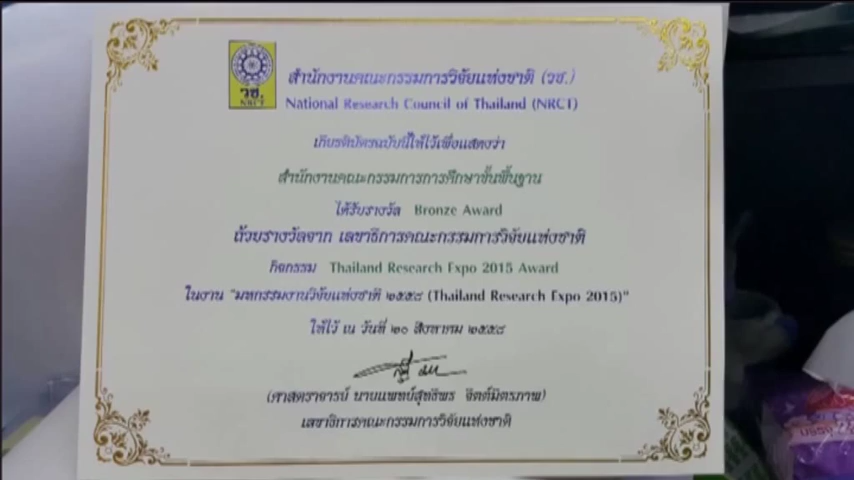 วช.
NRCT
สำนักงานคณะกรรมการวิจัยแห่งชาติ (วช.)
National Research Council of Thailand (NRCT)
เกียรติบัตรฉบับนี้ให้ไว้เพื่อแสดงว่า
สำนักงานคณะกรรมการการศึกษาขั้นพื้นฐาน
ได้รับรางวัล Bronze Award
ถ้วยรางวัลจาก เลขาธิการคณะกรรมการวิจัยแห่งชาติ
กิจกรรม Thailand Research Expo 2015 Award
ในงาน "มหกรรมงานวิจัยแห่งชาติ ๒๕๕๘ (Thailand Research Expo 2015)"
ให้ไว้ ณ วันที่ ๒๐ สิงหาคม ๒๕๕๘
(ศาสตราจารย์ นายแพทย์สุทธิพร จิตต์มิตรภาพ)
เลขาธิการคณะกรรมการวิจัยแห่งชาติ